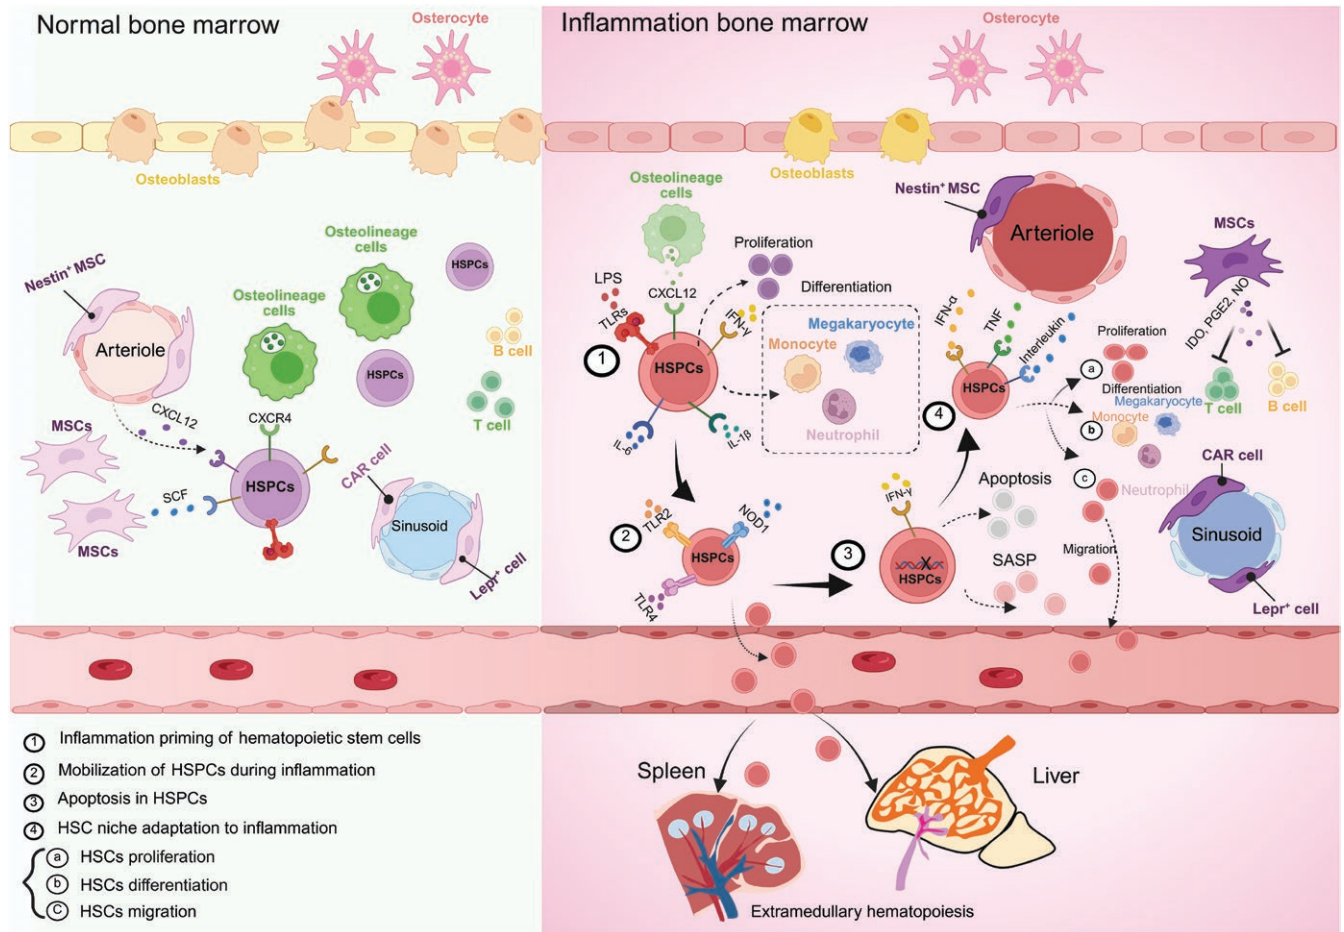 Normal bone marrow
Osterocyte
Osteoblasts
Osteolineage
cells
Osteolineage
cells
HSPCs
HSPCs
Nestin⁺ MSC
Arteriole
CXCL12
B cell
T cell
MSCs
MSCs
SCF
CXCR4
HSPCs
CAR cell
Sinusoid
Lepr⁺ cell
Inflammation bone marrow
Osterocyte
Osteoblasts
Osteolineage
cells
LPS
TLRs
CXCL12
IFN-γ
1
HSPCs
IL-6
IL-1β
Proliferation
Differentiation
Megakaryocyte
Monocyte
Neutrophil
2
TLR2
NOD1
HSPCs
TLR4
3
IFN-γ
HSPCs
X
Apoptosis
SASP
4
IFN-α
TNF
Interleukin
HSPCs
Nestin⁺ MSC
Arteriole
MSCs
IDO, PGE2, NO
T cell
B cell
Proliferation
a
Differentiation
Megakaryocyte
Monocyte
b
Neutrophil
c
Migration
CAR cell
Sinusoid
Lepr⁺ cell
Spleen
Liver
Extramedullary hematopoiesis
1 Inflammation priming of hematopoietic stem cells
2 Mobilization of HSPCs during inflammation
3 Apoptosis in HSPCs
4 HSC niche adaptation to inflammation
a HSCs proliferation
b HSCs differentiation
C HSCs migration